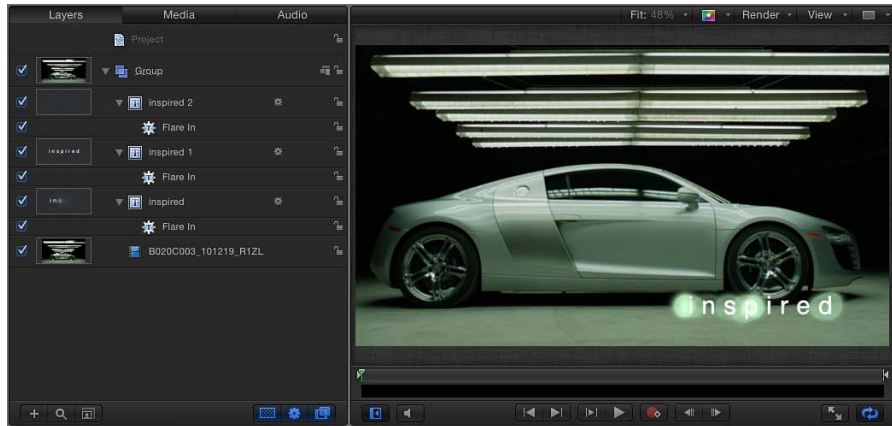 Layers Media Audio
Fit: 48% Render View
Project
Group
inspired 2
Flare In
inspired
inspired 1
Flare In
ins
inspired
Flare In
B020C003_101219_R1ZL
inspired